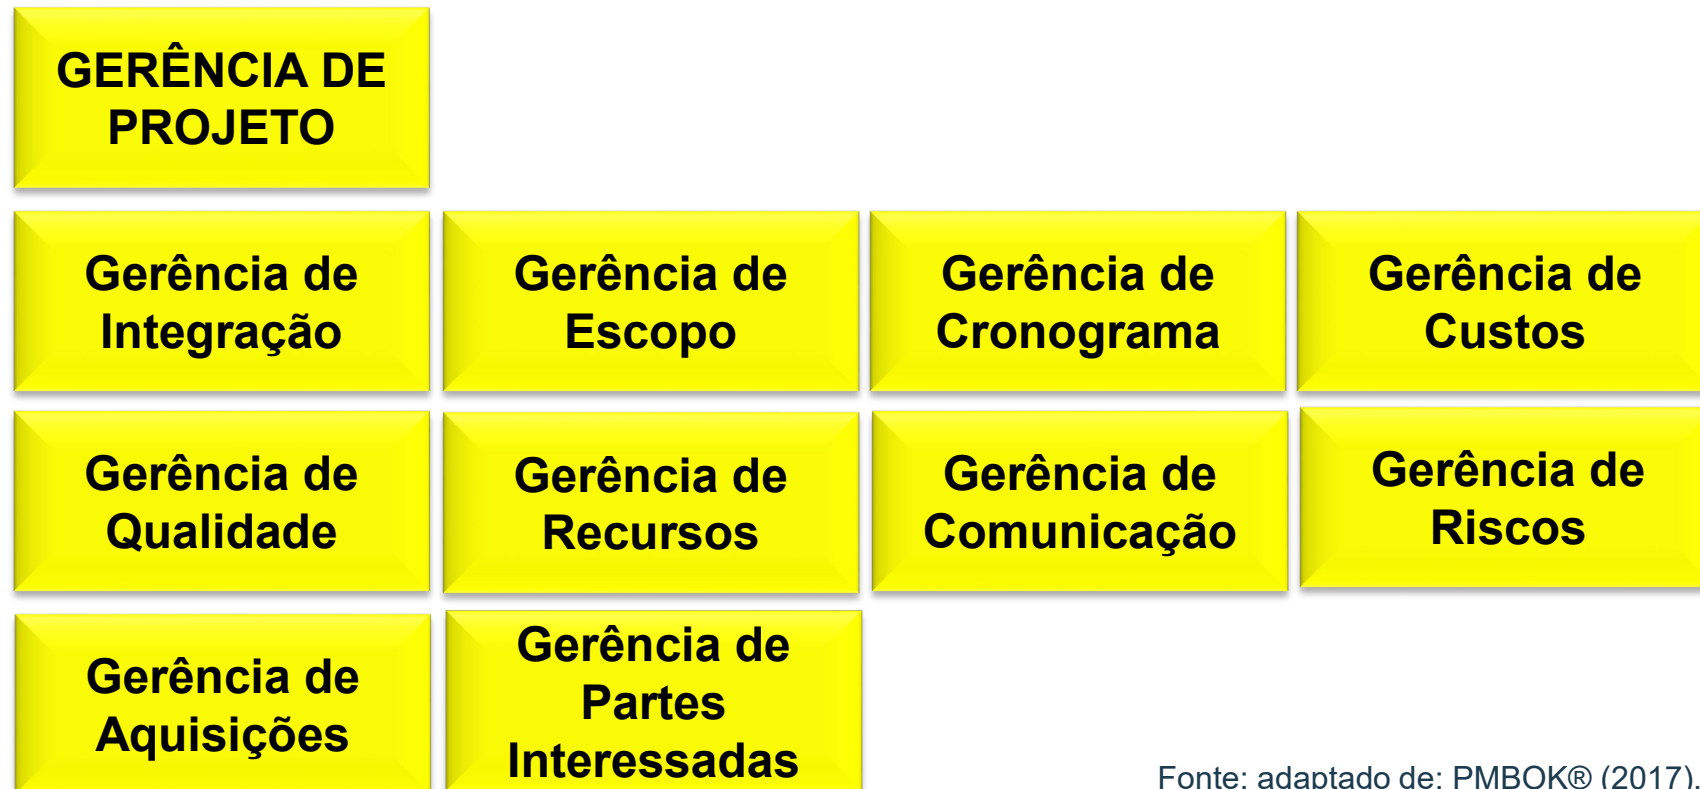 GERÊNCIA DE
PROJETO
Gerência de
Integração
Gerência de
Escopo
Gerência de
Cronograma
Gerência de
Custos
Gerência de
Qualidade
Gerência de
Recursos
Gerência de
Comunicação
Gerência de
Riscos
Gerência de
Aquisições
Gerência de
Partes
Interessadas
Fonte: adaptado de: PMBOK® (2017).